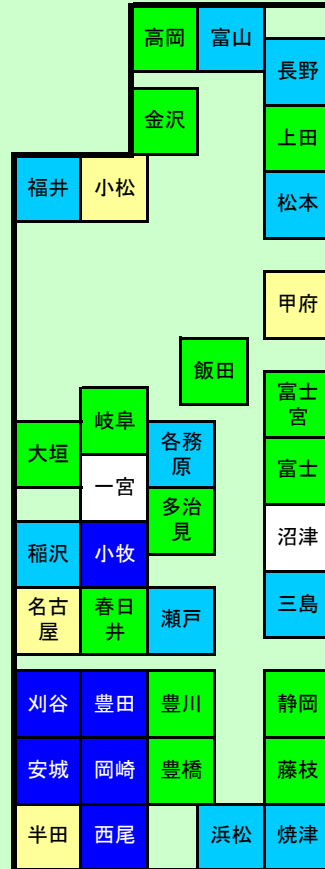 高岡
富山
長野
金沢
上田
福井
小松
松本
甲府
飯田
富士
宮
岐阜
大垣
各務
原
富士
一宮
多治
見
沼津
稲沢
小牧
三島
名古
屋
春日
井
瀬戸
刈谷
豊田
豊川
静岡
安城
岡崎
豊橋
藤枝
半田
西尾
浜松
焼津